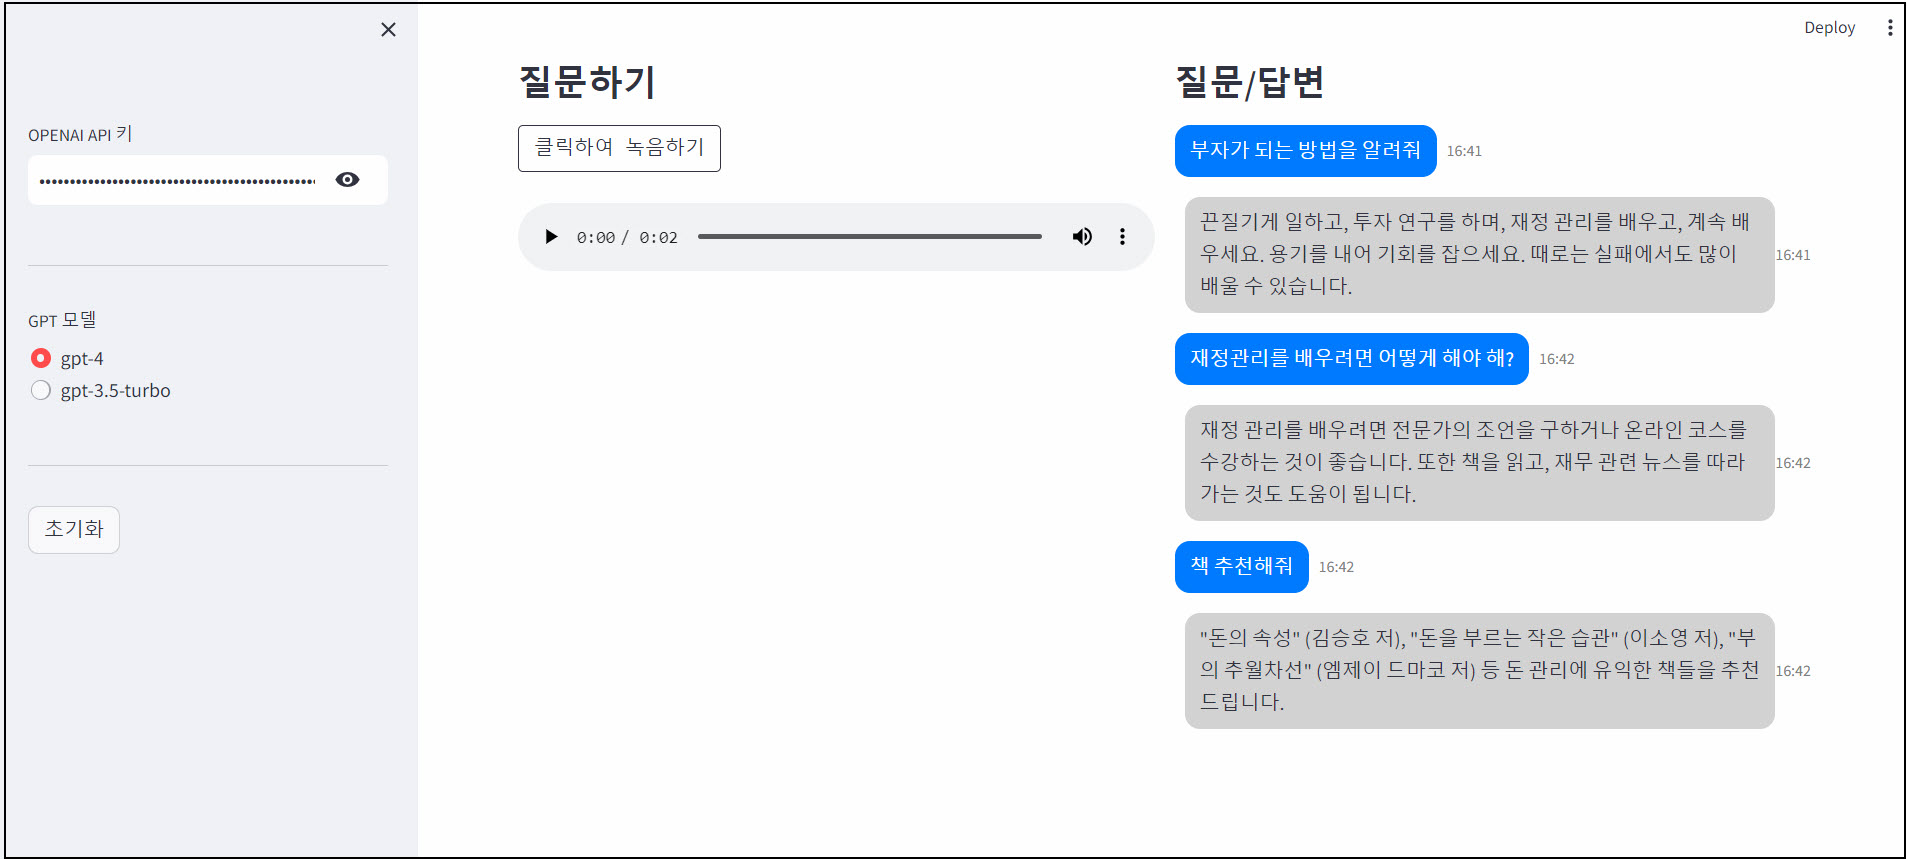 Deploy
OPENAI API 키
••••••••••••••••••••••••••••••••••••••••••••••
GPT 모델
gpt-4
gpt-3.5-turbo
초기화
질문하기
클릭하여 녹음하기
0:00 / 0:02
질문/답변
부자가 되는 방법을 알려줘 16:41
끈질기게 일하고, 투자 연구를 하며, 재정 관리를 배우고, 계속 배
우세요. 용기를 내어 기회를 잡으세요. 때로는 실패에서도 많이 16:41
배울 수 있습니다.
재정관리를 배우려면 어떻게 해야 해? 16:42
재정 관리를 배우려면 전문가의 조언을 구하거나 온라인 코스를
수강하는 것이 좋습니다. 또한 책을 읽고, 재무 관련 뉴스를 따라 16:42
가는 것도 도움이 됩니다.
책 추천해줘 16:42
"돈의 속성" (김승호 저), "돈을 부르는 작은 습관" (이소영 저), "부
의 추월차선" (엠제이 드마코 저) 등 돈 관리에 유익한 책들을 추천 16:42
드립니다.